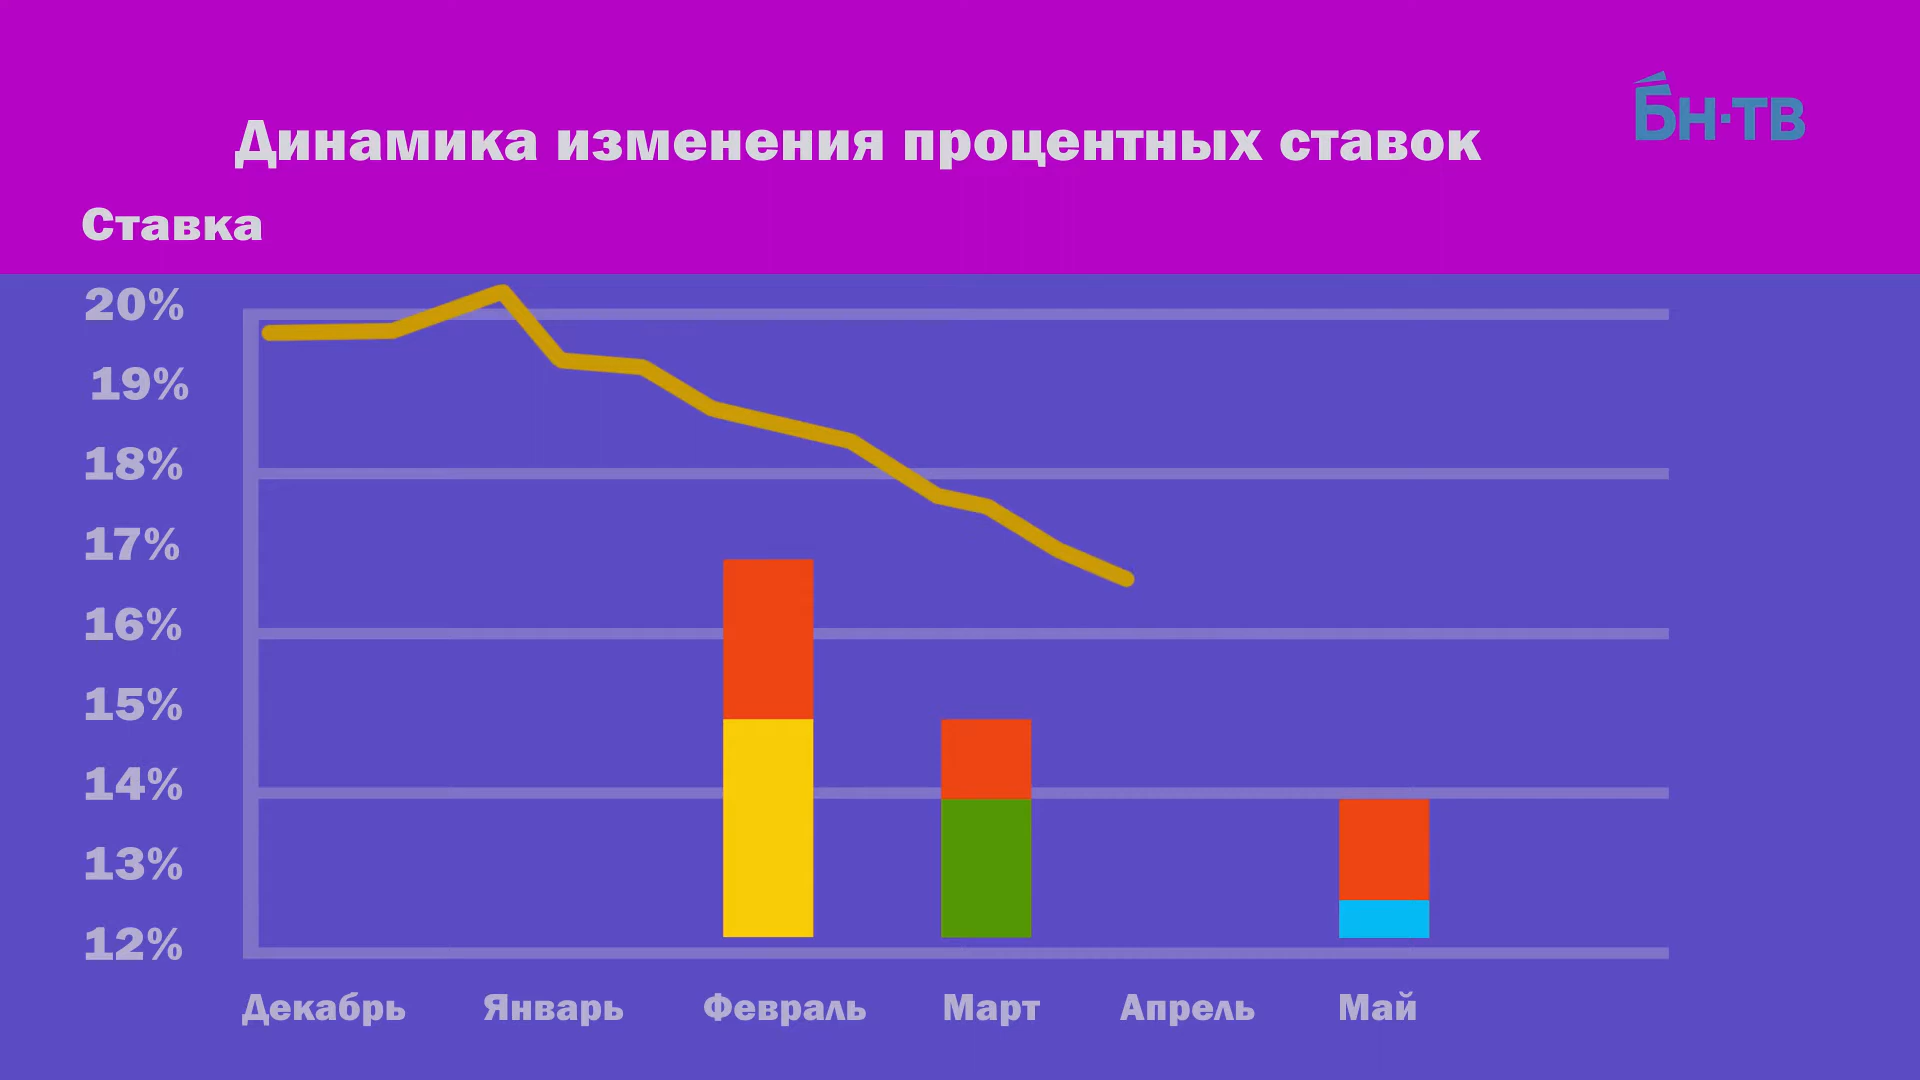 БН·ТВ
Динамика изменения процентных ставок
Ставка
20%
19%
18%
17%
16%
15%
14%
13%
12%
Декабрь Январь Февраль Март Апрель Май